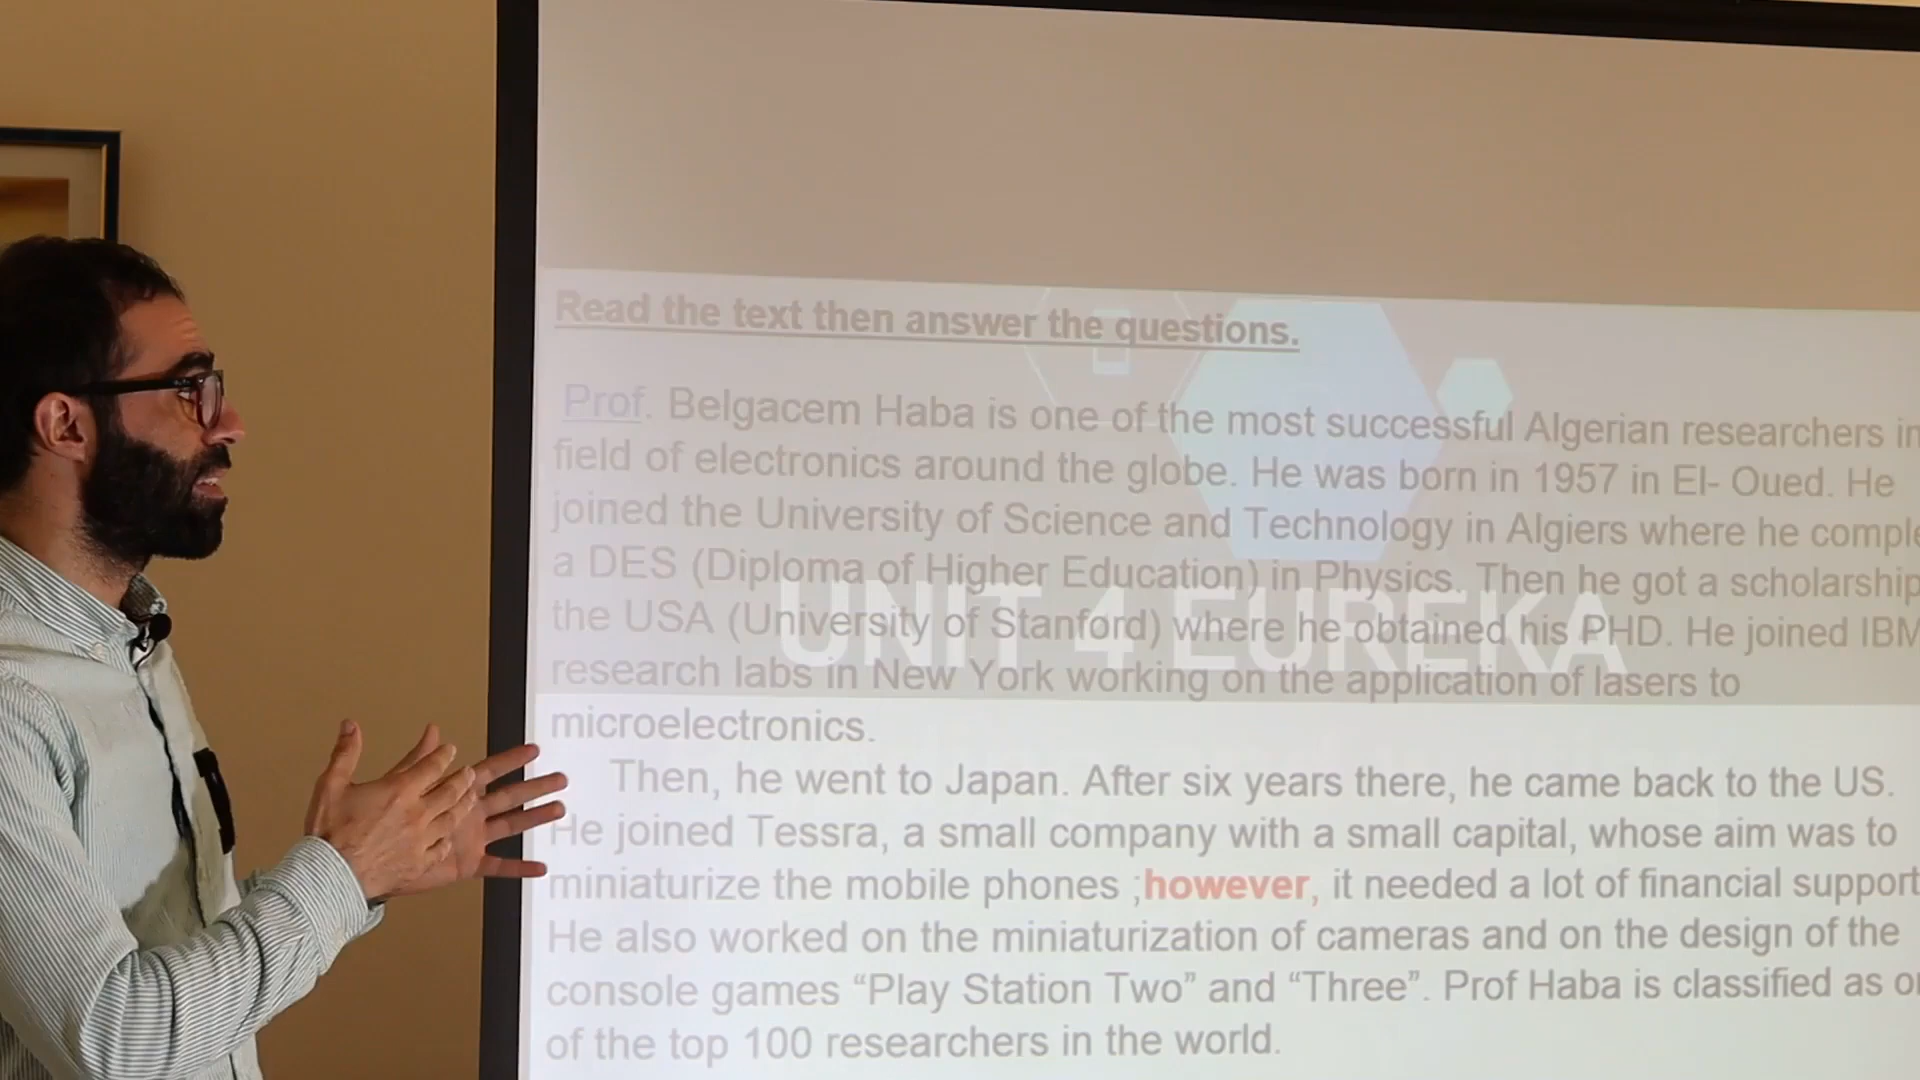 Read the text then answer the questions.
Prof. Belgacem Haba is one of the most successful Algerian researchers in
field of electronics around the globe. He was born in 1957 in El- Oued. He
joined the University of Science and Technology in Algiers where he comple
a DES (Diploma of Higher Education) in Physics. Then he got a scholarship
the USA (University of Stanford) where he obtained his PHD. He joined IBM
research labs in New York working on the application of lasers to
microelectronics.
Then, he went to Japan. After six years there, he came back to the US.
He joined Tessra, a small company with a small capital, whose aim was to
miniaturize the mobile phones ;however, it needed a lot of financial support
He also worked on the miniaturization of cameras and on the design of the
console games “Play Station Two” and “Three”. Prof Haba is classified as
of the top 100 researchers in the world.
UNIT 4 EUREKA